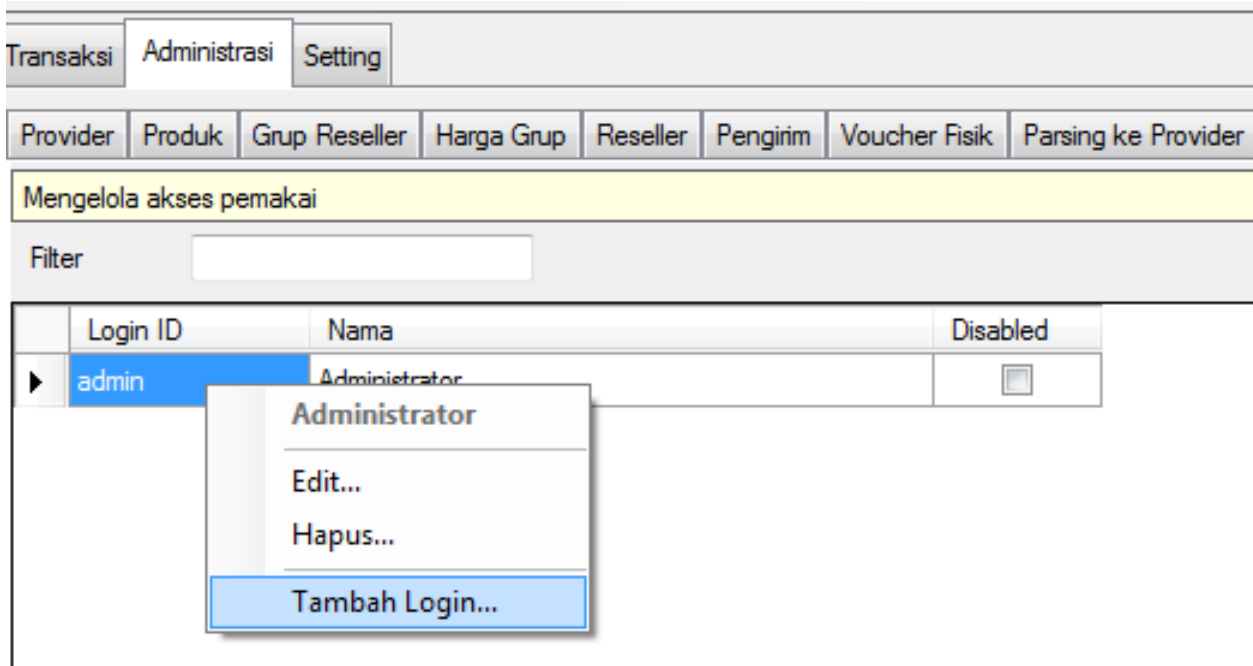 Transaksi Administrasi Setting
Provider Produk Grup Reseller Harga Grup Reseller Pengirim Voucher Fisik Parsing ke Provider
Mengelola akses pemakai
Filter
Login ID Nama Disabled
admin Administrator
Administrator
Edit...
Hapus...
Tambah Login...